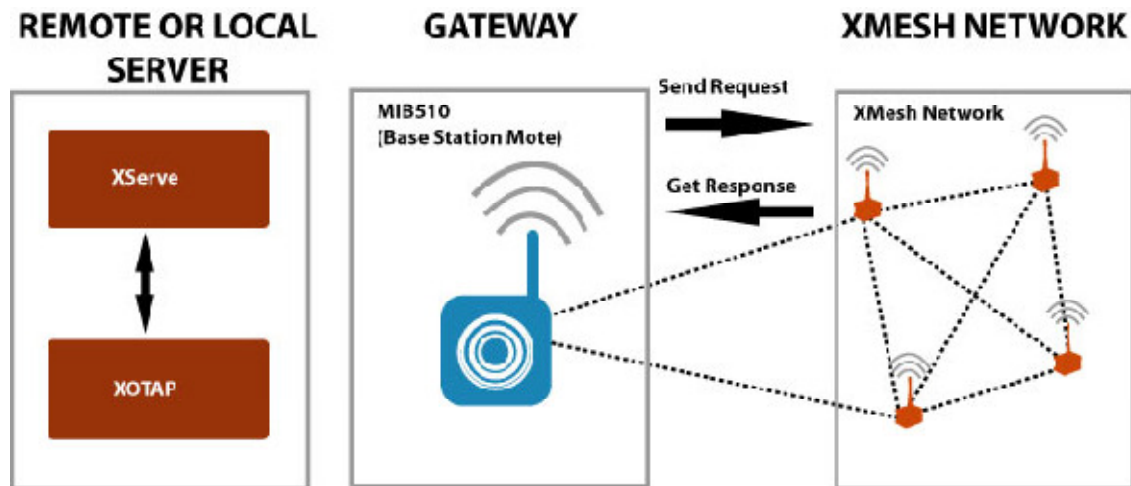 REMOTE OR LOCAL
SERVER
XServe
XOTAP
GATEWAY
MIB510
(Base Station Mote)
Send Request
Get Response
XMESH NETWORK
XMesh Network